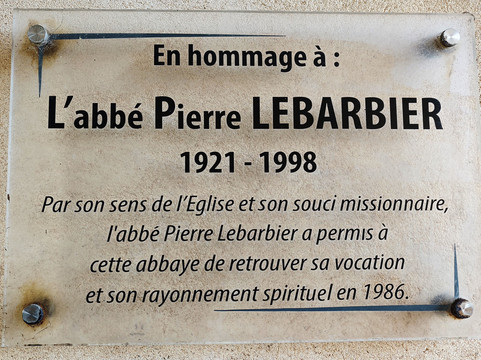 En hommage à :
L'abbé Pierre LEBARBIER
1921 - 1998
Par son sens de l'Eglise et son souci missionnaire,
l'abbé Pierre Lebarbier a permis à
cette abbaye de retrouver sa vocation
et son rayonnement spirituel en 1986.